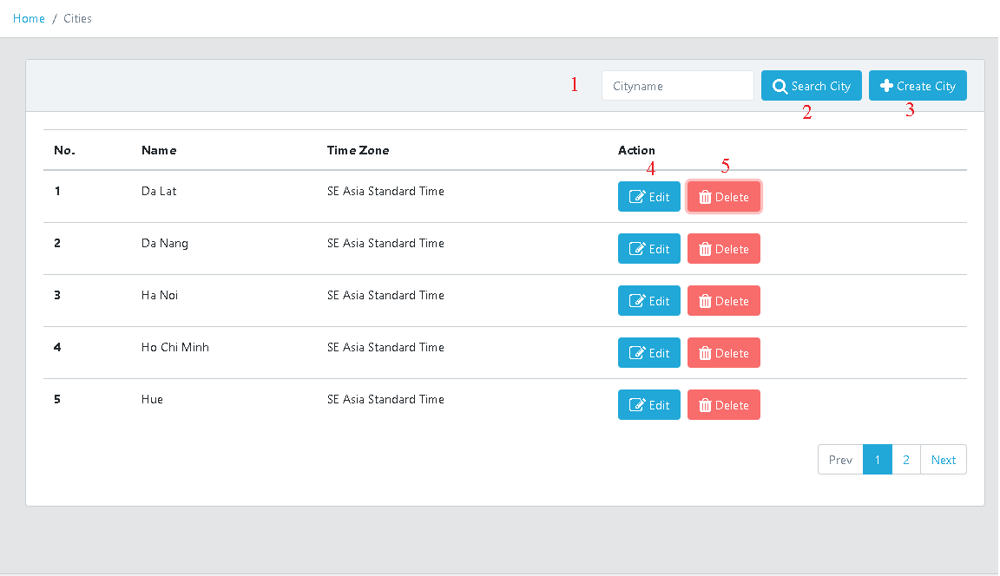 Home / Cities
1 Cityname Search City Create City
2 3
No. Name Time Zone Action
4 5
1 Da Lat SE Asia Standard Time Edit Delete
2 Da Nang SE Asia Standard Time Edit Delete
3 Ha Noi SE Asia Standard Time Edit Delete
4 Ho Chi Minh SE Asia Standard Time Edit Delete
5 Hue SE Asia Standard Time Edit Delete
Prev 1 2 Next